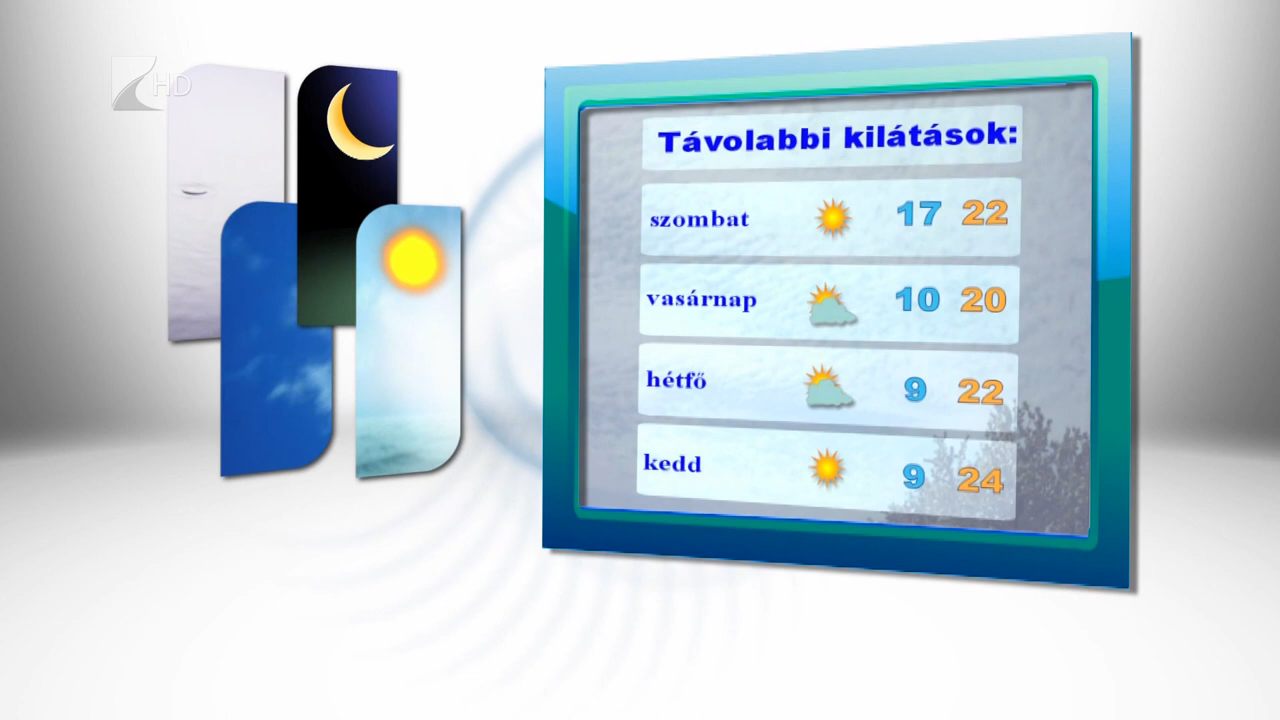 HD
Távolabbi kilátások:
szombat 17 22
vasárnap 10 20
hétfő 9 22
kedd 9 24